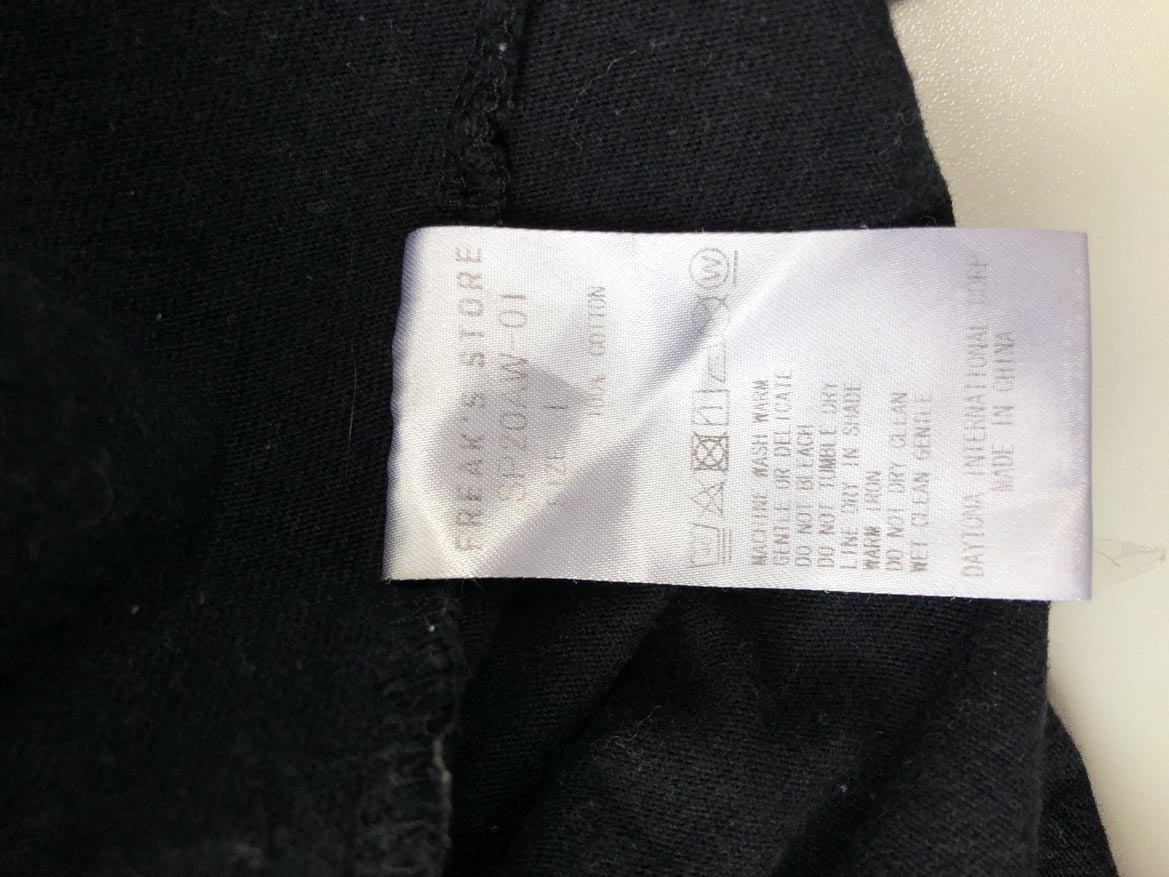 FREAK'S STORE
SP20AW-01
SIZE L
100% COTTON
W
MACHINE WASH WARM
GENTLE OR DELICATE
DO NOT BLEACH
DO NOT TUMBLE DRY
LINE DRY IN SHADE
WARM IRON
DO NOT DRY CLEAN
WET CLEAN GENTLE
DAYTONA INTERNATIONAL CORP
MADE IN CHINA